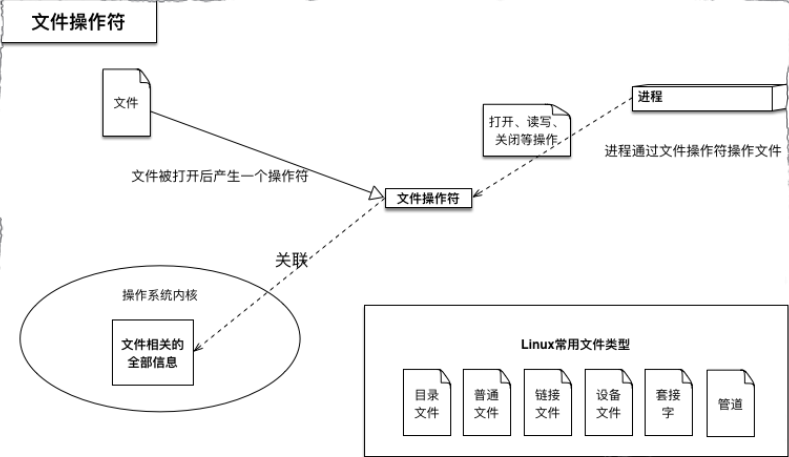 文件操作符
文件
进程
打开、读写、
关闭等操作
进程通过文件操作符操作文件
文件被打开后产生一个操作符
文件操作符
关联
操作系统内核
文件相关的
全部信息
Linux常用文件类型
目录
文件
普通
文件
链接
文件
设备
文件
套接
字
管道